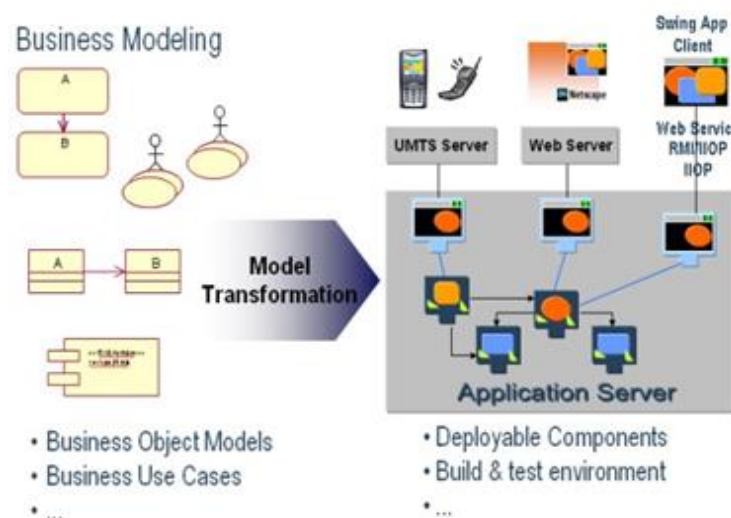 Business Modeling
A
B
A
B
• Business Object Models
• Business Use Cases
• ...
Model
Transformation
Swing App
Client
Netscape
UMTS Server
Web Server
Web Servic
RMI/IIOP
IIOP
Application Server
• Deployable Components
• Build & test environment
• ...